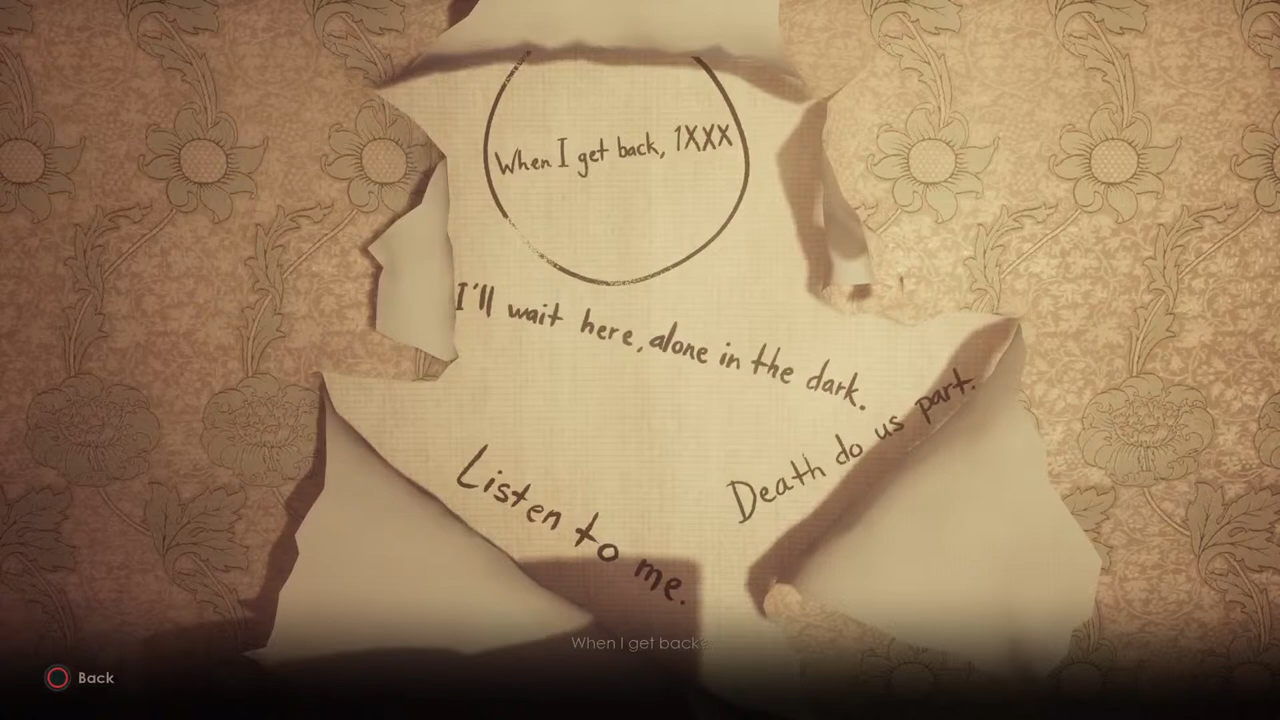 When I get back, 1XXX
I'll wait here, alone in the dark.
Death do us part.
Listen to me.
When I get back
Back